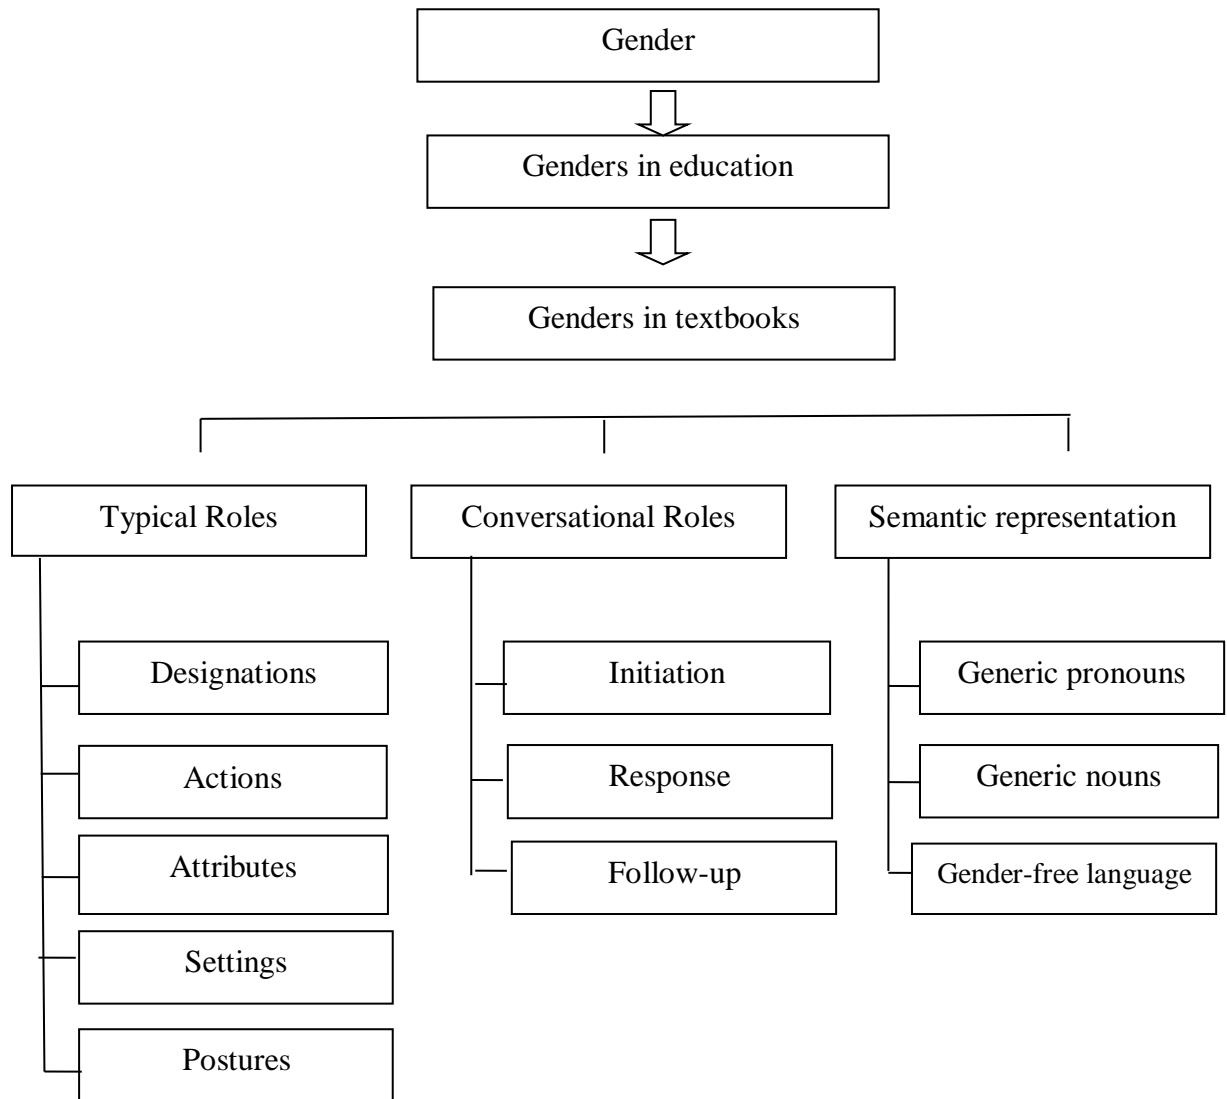 Gender
Genders in education
Genders in textbooks
Typical Roles
Conversational Roles
Semantic representation
Designations
Initiation
Generic pronouns
Actions
Response
Generic nouns
Attributes
Follow-up
Gender-free language
Settings
Postures